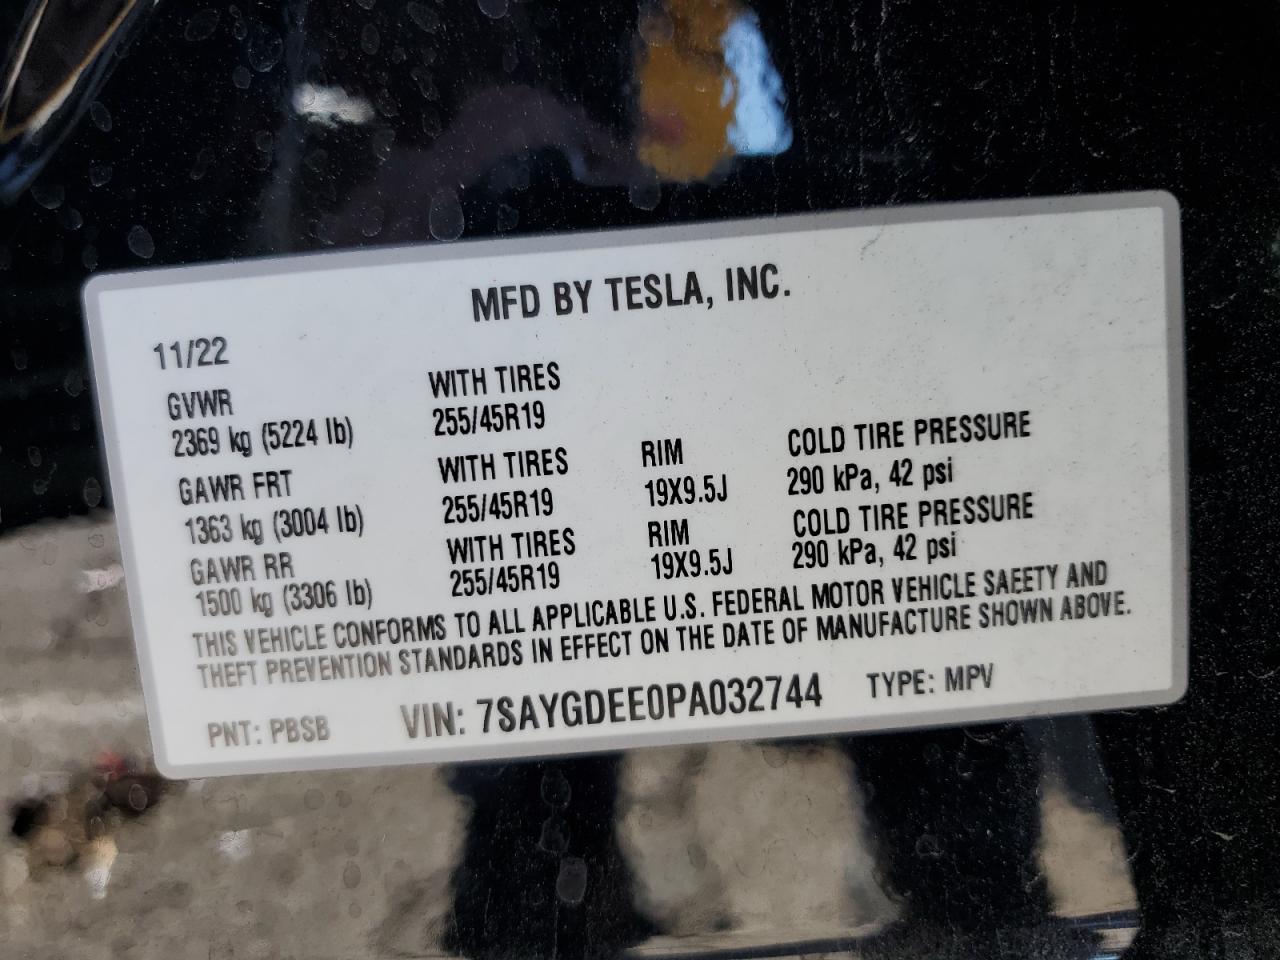 MFD BY TESLA, INC.
11/22
GVWR WITH TIRES
2369 kg (5224 lb) 255/45R19
GAWR FRT WITH TIRES RIM COLD TIRE PRESSURE
1363 kg (3004 lb) 255/45R19 19X9.5J 290 kPa, 42 psi
GAWR RR WITH TIRES RIM COLD TIRE PRESSURE
1500 kg (3306 lb) 255/45R19 19X9.5J 290 kPa, 42 psi
THIS VEHICLE CONFORMS TO ALL APPLICABLE U.S. FEDERAL MOTOR VEHICLE SAEETY AND
THEFT PREVENTION STANDARDS IN EFFECT ON THE DATE OF MANUFACTURE SHOWN ABOVE.
PNT: PBSB VIN: 7SAYGDEE0PA032744 TYPE: MPV